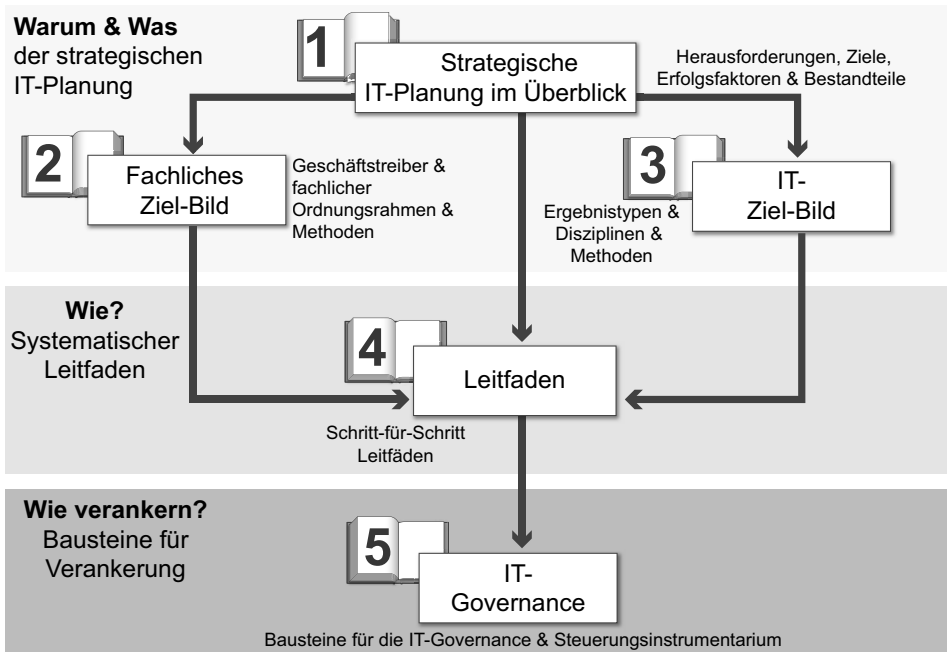 Warum & Was
der strategischen
IT-Planung
1
Strategische
IT-Planung im Überblick
Herausforderungen, Ziele,
Erfolgsfaktoren & Bestandteile
2
Fachliches
Ziel-Bild
Geschäftstreiber &
fachlicher
Ordnungsrahmen &
Methoden
3
IT-
Ziel-Bild
Ergebnistypen &
Disziplinen &
Methoden
Wie?
Systematischer
Leitfaden
4
Leitfaden
Schritt-für-Schritt
Leitfäden
Wie verankern?
Bausteine für
Verankerung
5
IT-
Governance
Bausteine für die IT-Governance & Steuerungsinstrumentarium